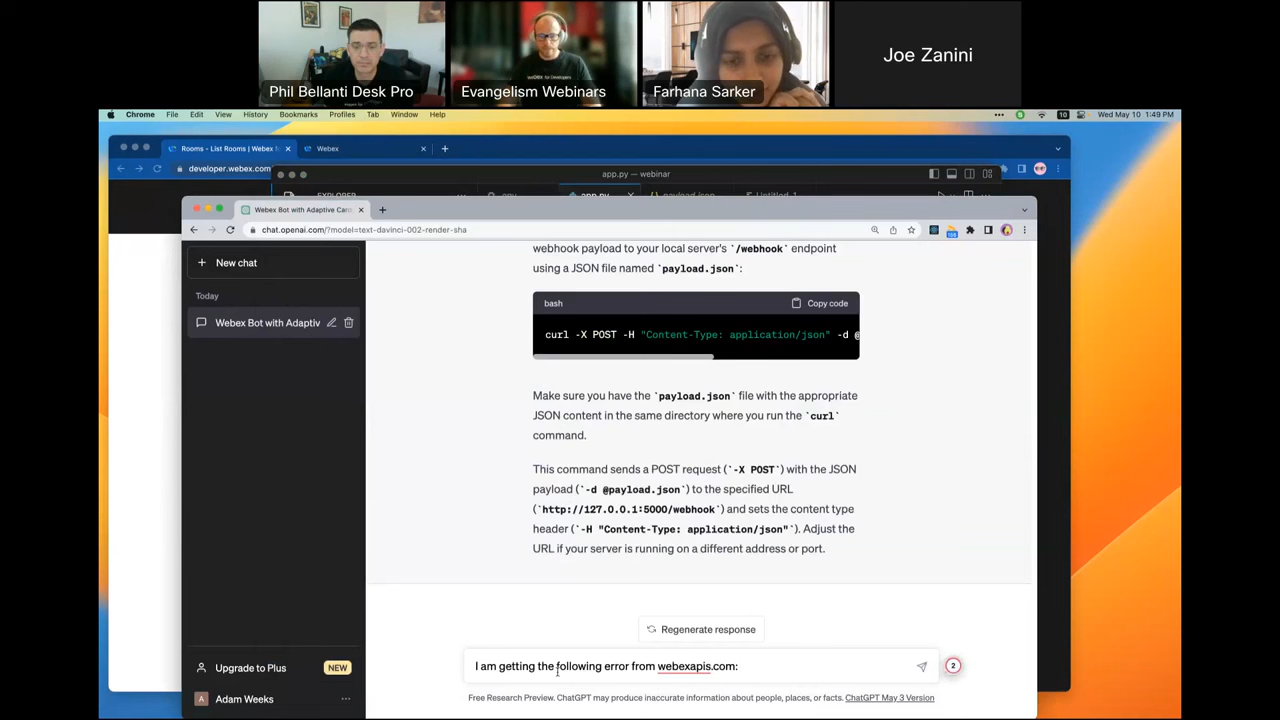 Phil Bellanti Desk Pro
Evangelism Webinars
Farhana Sarker
Joe Zanini
Chrome File Edit View History Bookmarks Profiles Tab Window Help
10
Wed May 10 1:49 PM
Rooms - List Rooms | Webex f
Webex
developer.webex.com
app.py — webinar
EXPLORER
app.py
payload.json
Untitled-1
Webex Bot with Adaptive Card
chat.openai.com/?model=text-davinci-002-render-sha
New chat
Today
Webex Bot with Adaptiv
webhook payload to your local server's `/webhook` endpoint
using a JSON file named `payload.json`:
bash
Copy code
curl -X POST -H "Content-Type: application/json" -d @
Make sure you have the `payload.json` file with the appropriate
JSON content in the same directory where you run the `curl`
command.
This command sends a POST request (`-X POST`) with the JSON
payload (`-d @payload.json`) to the specified URL
(`http://127.0.0.1:5000/webhook`) and sets the content type
header (`-H "Content-Type: application/json"`). Adjust the
URL if your server is running on a different address or port.
Regenerate response
I am getting the following error from webexapis.com:
2
Upgrade to Plus
NEW
A
Adam Weeks
Free Research Preview. ChatGPT may produce inaccurate information about people, places, or facts. ChatGPT May 3 Version